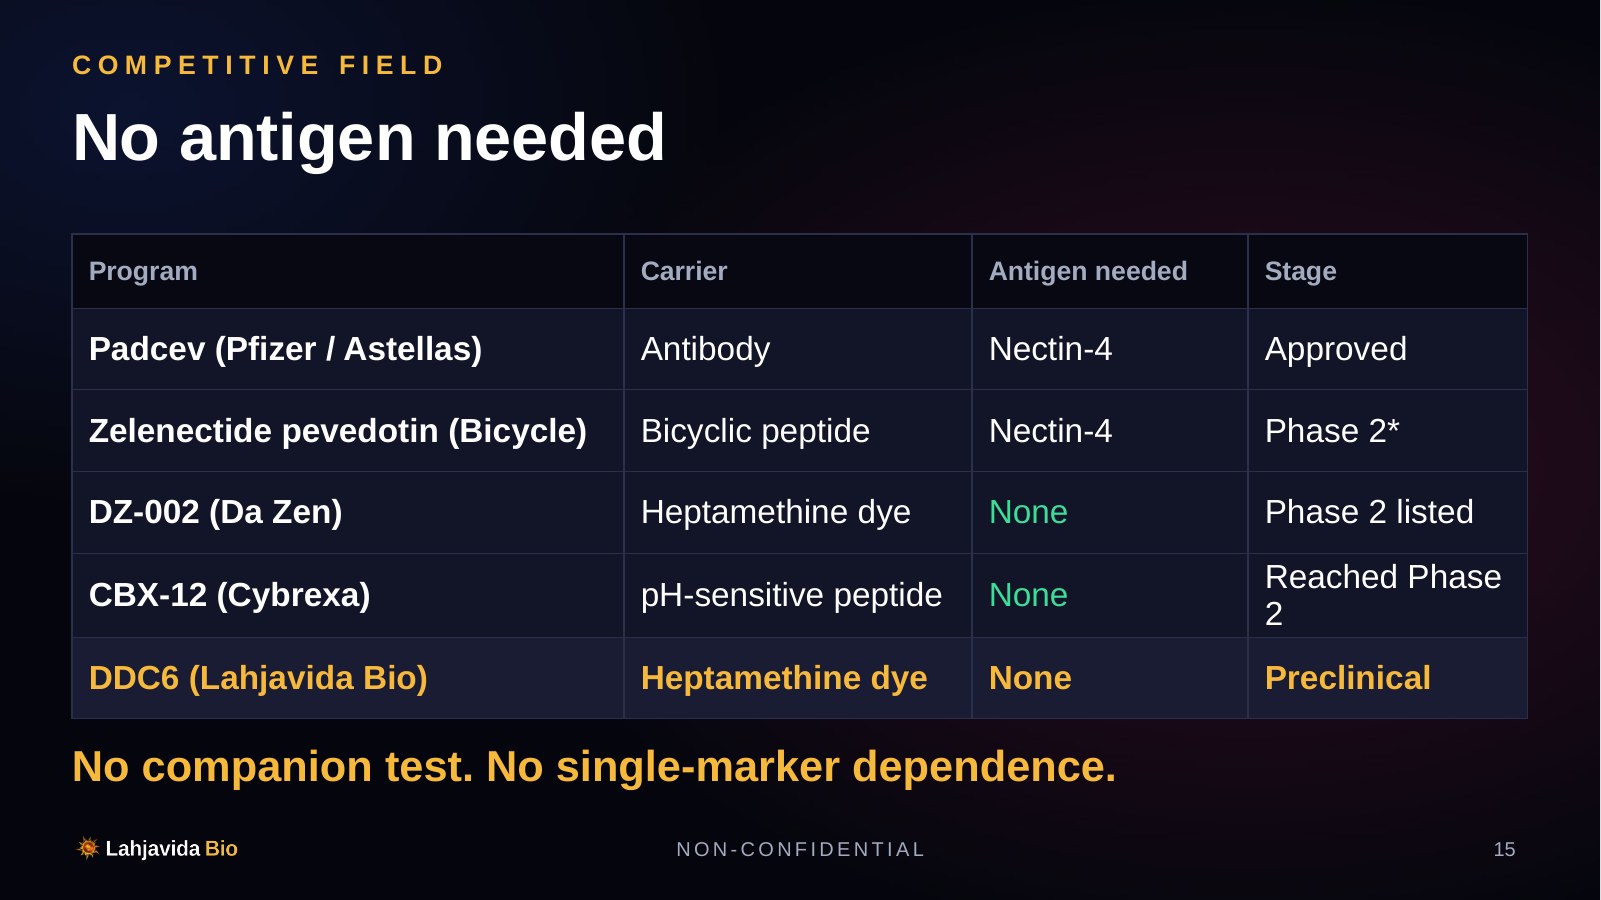 COMPETITIVE FIELD
No antigen needed
Program Carrier Antigen needed Stage
Padcev (Pfizer / Astellas) Antibody Nectin-4 Approved
Zelenectide pevedotin (Bicycle) Bicyclic peptide Nectin-4 Phase 2*
DZ-002 (Da Zen) Heptamethine dye None Phase 2 listed
CBX-12 (Cybrexa) pH-sensitive peptide None Reached Phase
2
DDC6 (Lahjavida Bio) Heptamethine dye None Preclinical
No companion test. No single-marker dependence.
Lahjavida Bio NON-CONFIDENTIAL 15